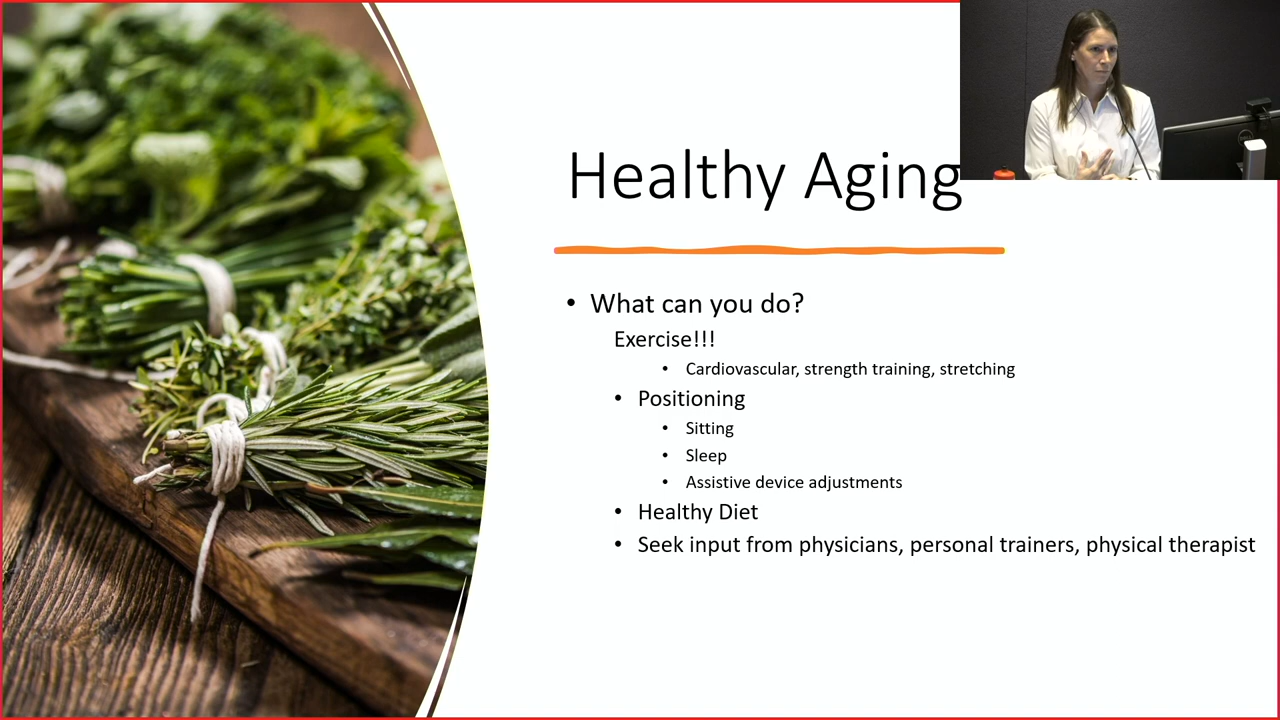 Healthy Aging
• What can you do?
Exercise!!!
• Cardiovascular, strength training, stretching
• Positioning
• Sitting
• Sleep
• Assistive device adjustments
• Healthy Diet
• Seek input from physicians, personal trainers, physical therapist